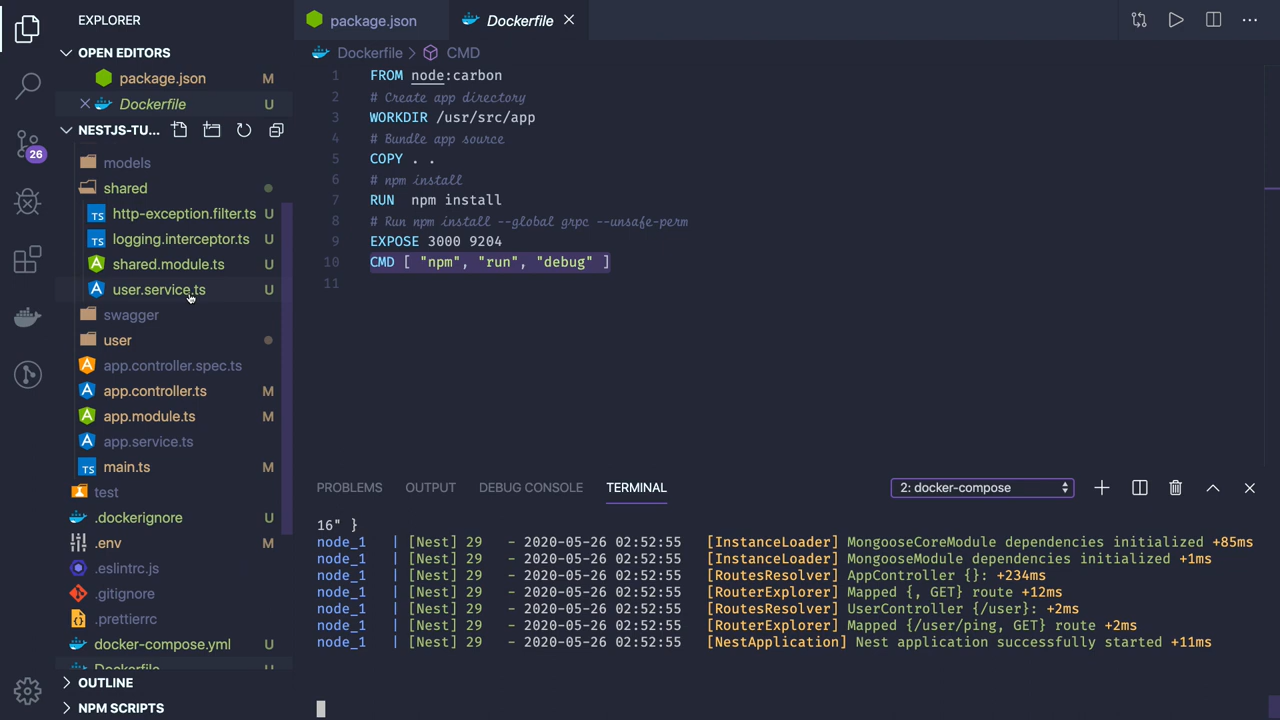 EXPLORER
OPEN EDITORS
package.json M
Dockerfile U
NESTJS-TU...
26
models
shared
TS http-exception.filter.ts U
TS logging.interceptor.ts U
shared.module.ts U
user.service.ts U
swagger
user
app.controller.spec.ts
app.controller.ts M
app.module.ts M
app.service.ts
TS main.ts M
test
.dockerignore U
.env M
.eslintrc.js
.gitignore
.prettierrc
docker-compose.yml U
Dockerfile U
OUTLINE
NPM SCRIPTS
package.json
Dockerfile
Dockerfile > CMD
1 FROM node:carbon
2 # Create app directory
3 WORKDIR /usr/src/app
4 # Bundle app source
5 COPY . .
6 # npm install
7 RUN  npm install
8 # Run npm install --global grpc --unsafe-perm
9 EXPOSE 3000 9204
10 CMD [ "npm", "run", "debug" ]
11
PROBLEMS OUTPUT DEBUG CONSOLE TERMINAL 2: docker-compose
16" }
node_1   | [Nest] 29   - 2020-05-26 02:52:55   [InstanceLoader] MongooseCoreModule dependencies initialized +85ms
node_1   | [Nest] 29   - 2020-05-26 02:52:55   [InstanceLoader] MongooseModule dependencies initialized +1ms
node_1   | [Nest] 29   - 2020-05-26 02:52:55   [RoutesResolver] AppController {}: +234ms
node_1   | [Nest] 29   - 2020-05-26 02:52:55   [RouterExplorer] Mapped {, GET} route +12ms
node_1   | [Nest] 29   - 2020-05-26 02:52:55   [RoutesResolver] UserController {/user}: +2ms
node_1   | [Nest] 29   - 2020-05-26 02:52:55   [RouterExplorer] Mapped {/user/ping, GET} route +2ms
node_1   | [Nest] 29   - 2020-05-26 02:52:55   [NestApplication] Nest application successfully started +11ms